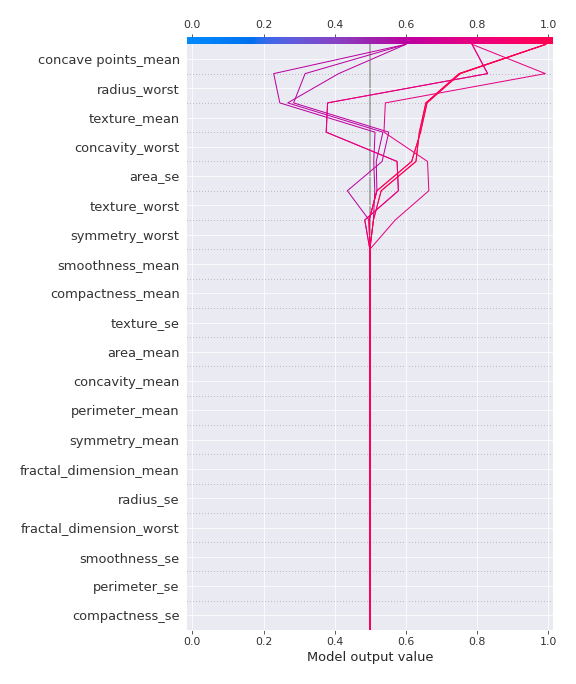 0.0 0.2 0.4 0.6 0.8 1.0
concave points_mean
radius_worst
texture_mean
concavity_worst
area_se
texture_worst
symmetry_worst
smoothness_mean
compactness_mean
texture_se
area_mean
concavity_mean
perimeter_mean
symmetry_mean
fractal_dimension_mean
radius_se
fractal_dimension_worst
smoothness_se
perimeter_se
compactness_se
0.0 0.2 0.4 0.6 0.8 1.0
Model output value